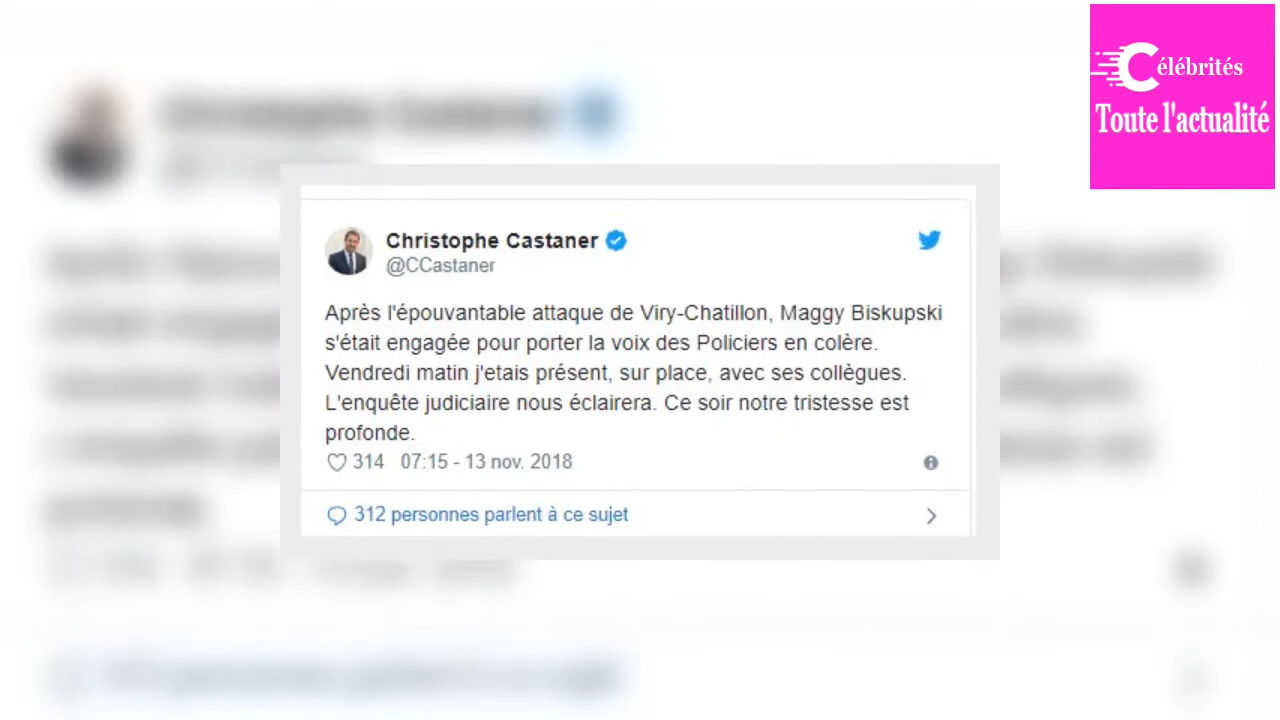 Célébrités
Toute l'actualité
Christophe Castaner
@CCastaner
Après l'épouvantable attaque de Viry-Chatillon, Maggy Biskupski
s'était engagée pour porter la voix des Policiers en colère.
Vendredi matin j'etais présent, sur place, avec ses collègues.
L'enquête judiciaire nous éclairera. Ce soir notre tristesse est
profonde.
314 07:15 - 13 nov. 2018
312 personnes parlent à ce sujet